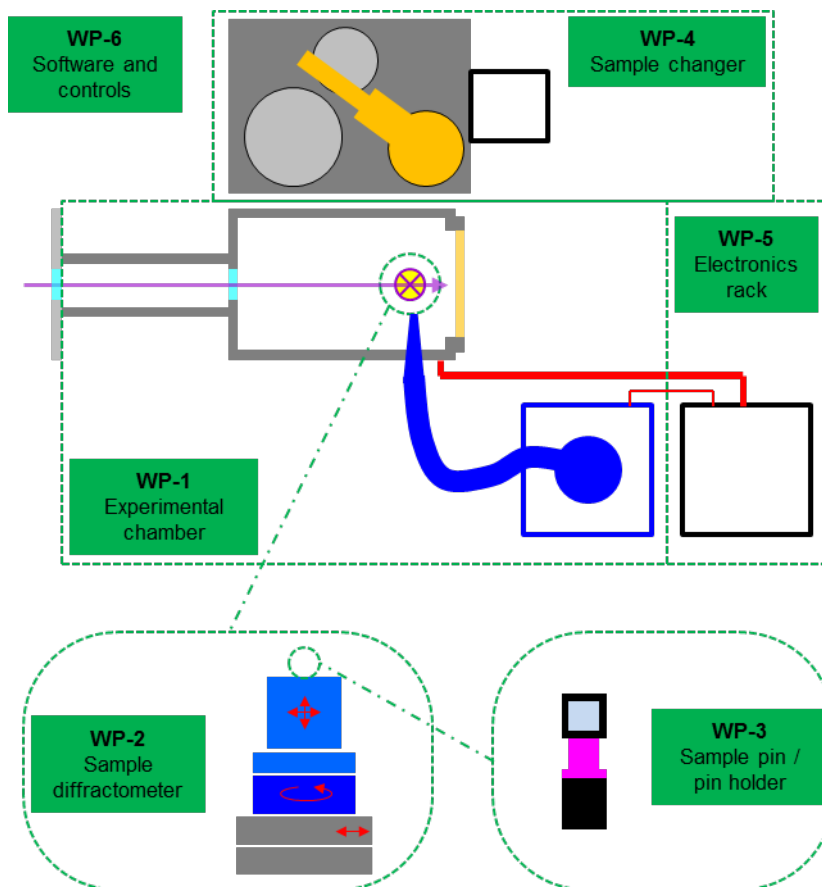 WP-6
Software and
controls
WP-4
Sample changer
WP-5
Electronics
rack
WP-1
Experimental
chamber
WP-2
Sample
diffractometer
WP-3
Sample pin /
pin holder